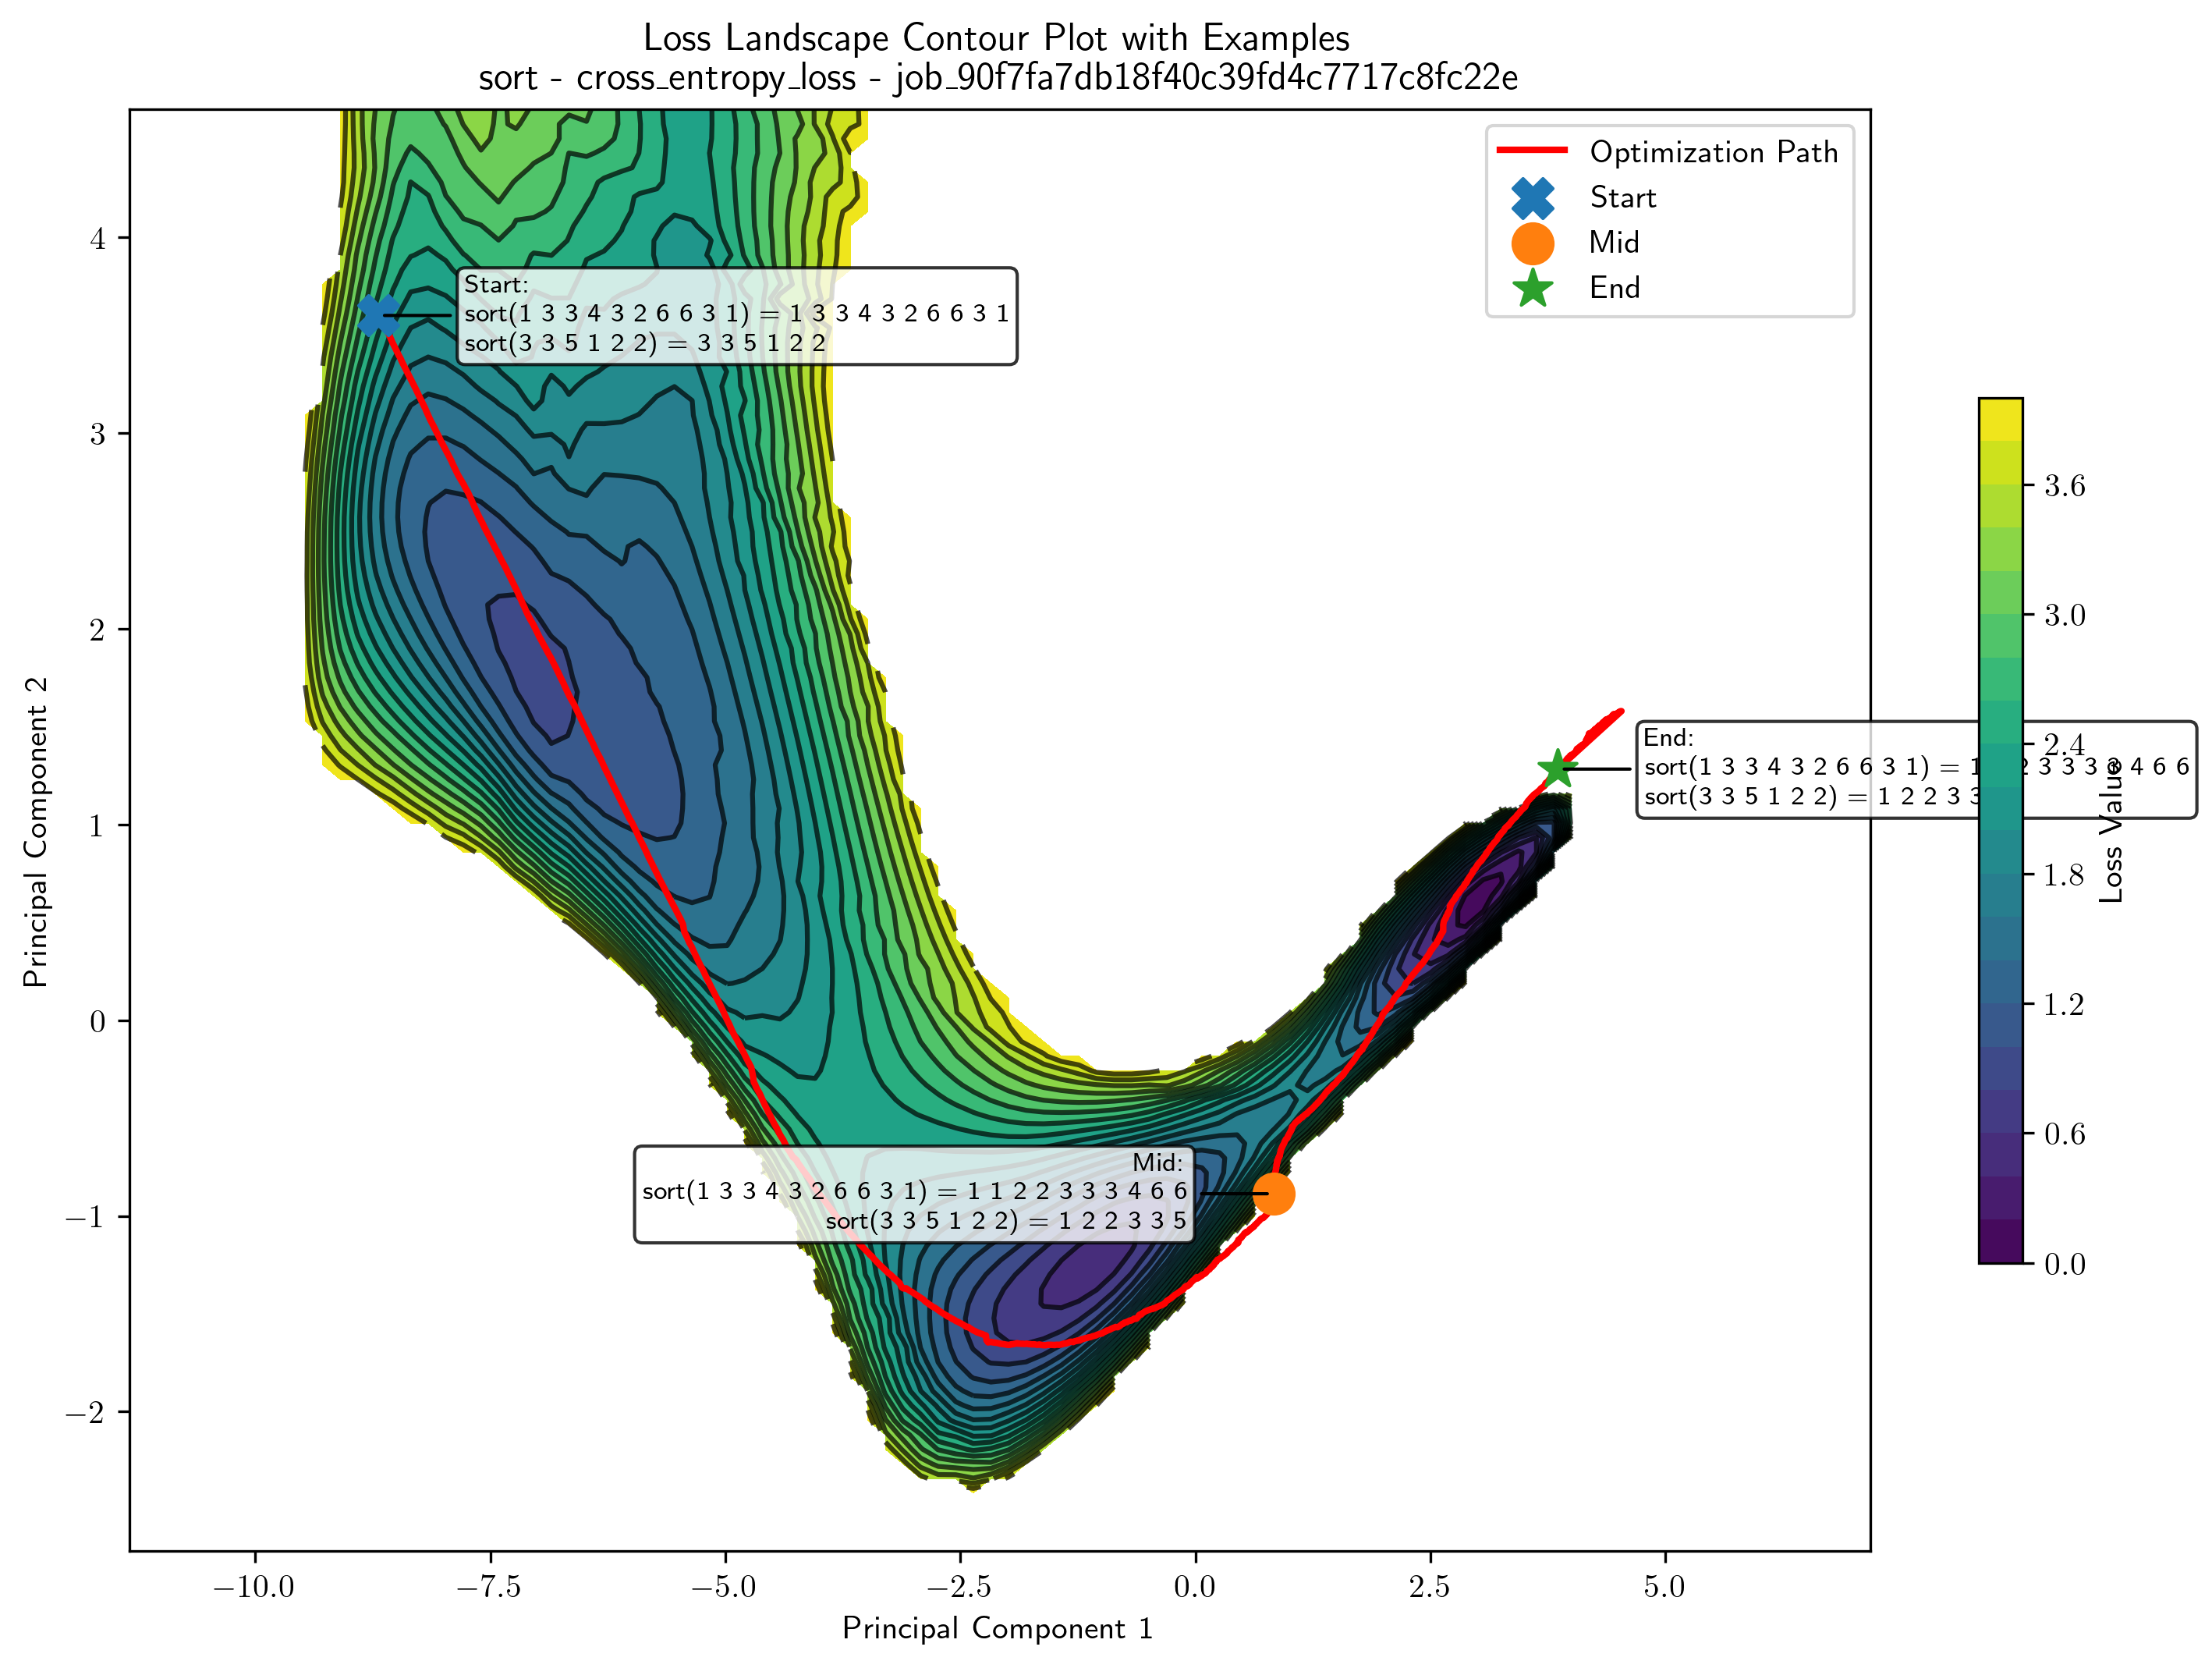 Loss Landscape Contour Plot with Examples
sort - cross_entropy_loss - job_90f7fa7db18f40c39fd4c7717c8fc22e
Optimization Path
Start
Mid
End
Start:
sort(1 3 3 4 3 2 6 6 3 1) = 1 3 3 4 3 2 6 6 3 1
sort(3 3 5 1 2 2) = 3 3 5 1 2 2
End:
sort(1 3 3 4 3 2 6 6 3 1) = 1 2 3 3 3 3 4 6 6
sort(3 3 5 1 2 2) = 1 2 2 3 3
Mid:
sort(1 3 3 4 3 2 6 6 3 1) = 1 1 2 2 3 3 3 4 6 6
sort(3 3 5 1 2 2) = 1 2 2 3 3 5
4
3
2
1
0
−1
−2
Principal Component 2
−10.0
−7.5
−5.0
−2.5
0.0
2.5
5.0
Principal Component 1
3.6
3.0
2.4
1.8
1.2
0.6
0.0
Loss Value